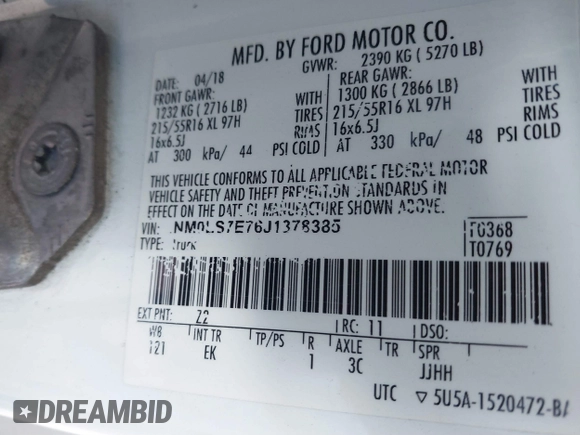 MFD. BY FORD MOTOR CO.
DATE: 04/18 GVWR: 2390 KG ( 5270 LB)
FRONT GAWR: REAR GAWR:
1232 KG ( 2716 LB) WITH 1300 KG ( 2866 LB) WITH
215/55R16 XL 97H TIRES 215/55R16 XL 97H TIRES
16x6.5J RIMS 16x6.5J RIMS
AT 300 kPa/ 44 PSI COLD AT 330 kPa/ 48 PSI COLD
THIS VEHICLE CONFORMS TO ALL APPLICABLE FEDERAL MOTOR
VEHICLE SAFETY AND THEFT PREVENTION STANDARDS IN
EFFECT ON THE DATE OF MANUFACTURE SHOWN ABOVE.
VIN: NM0LS7E76J1378385 T0368
TYPE: Truck T0769
EXT PNT: Z2 RC: 11 DSO:
WB INT TR TP/PS R AXLE TR SPR
121 EK 1 3C JJHH
UTC ▽ 5U5A-1520472-BA
DREAMBID